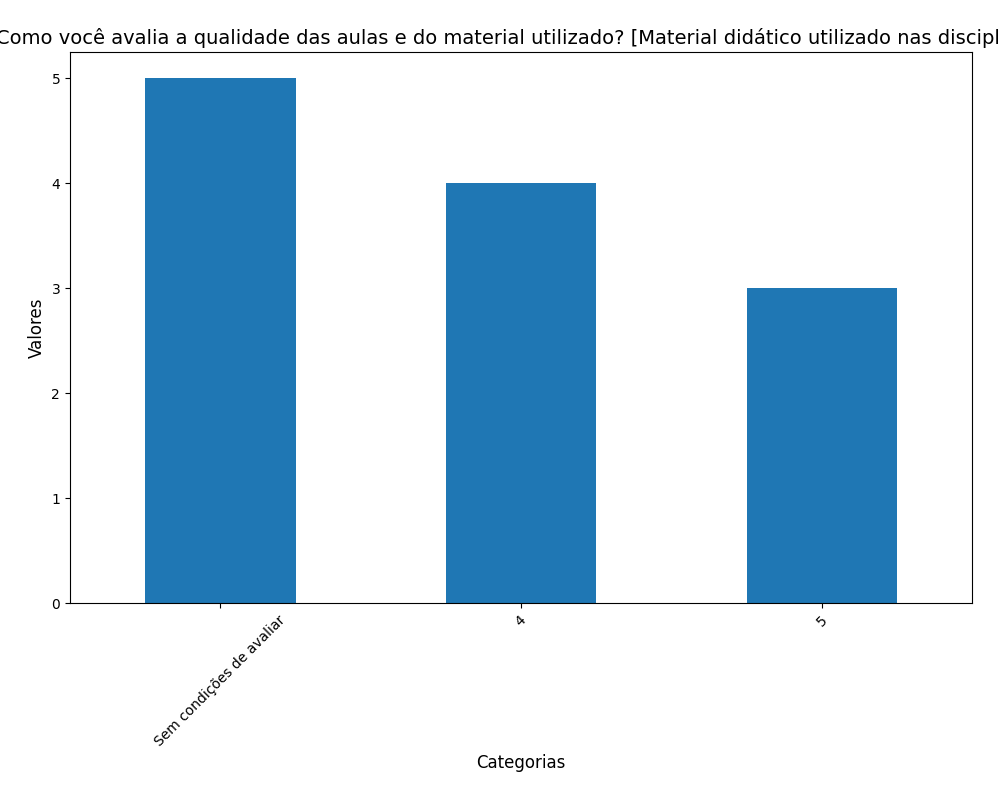 Como você avalia a qualidade das aulas e do material utilizado? [Material didático utilizado nas discipl
5
4
3
2
1
0
Valores
Sem condições de avaliar
4
5
Categorias